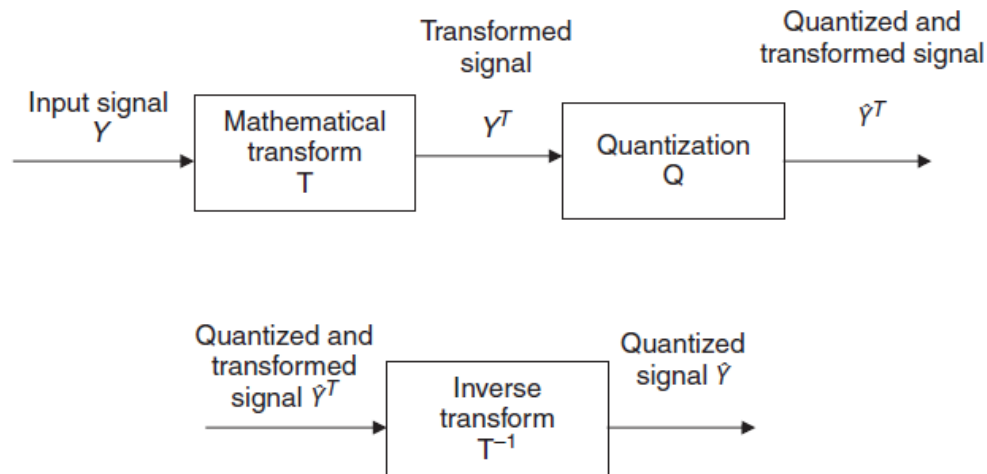 Input signal
Y
Mathematical
transform
T
Transformed
signal
Y^T
Quantization
Q
Quantized and
transformed signal
Ŷ^T
Quantized and
transformed
signal Ŷ^T
Inverse
transform
T^−1
Quantized
signal Ŷ